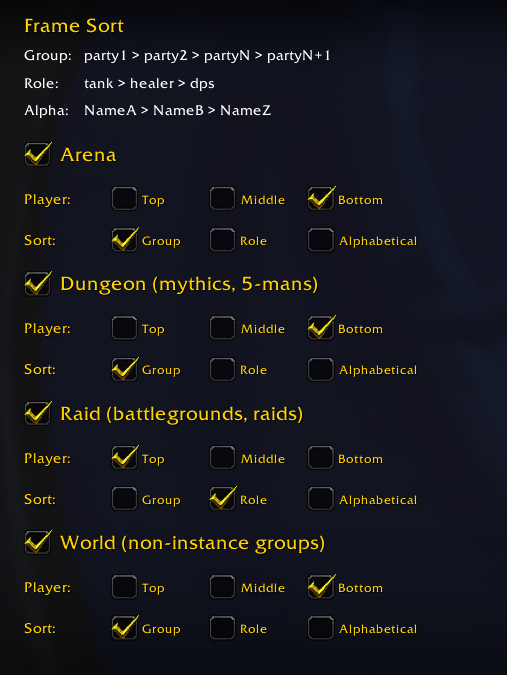 Frame Sort
Group: party1 > party2 > partyN > partyN+1
Role: tank > healer > dps
Alpha: NameA > NameB > NameZ
Arena
Player: Top Middle Bottom
Sort: Group Role Alphabetical
Dungeon (mythics, 5-mans)
Player: Top Middle Bottom
Sort: Group Role Alphabetical
Raid (battlegrounds, raids)
Player: Top Middle Bottom
Sort: Group Role Alphabetical
World (non-instance groups)
Player: Top Middle Bottom
Sort: Group Role Alphabetical